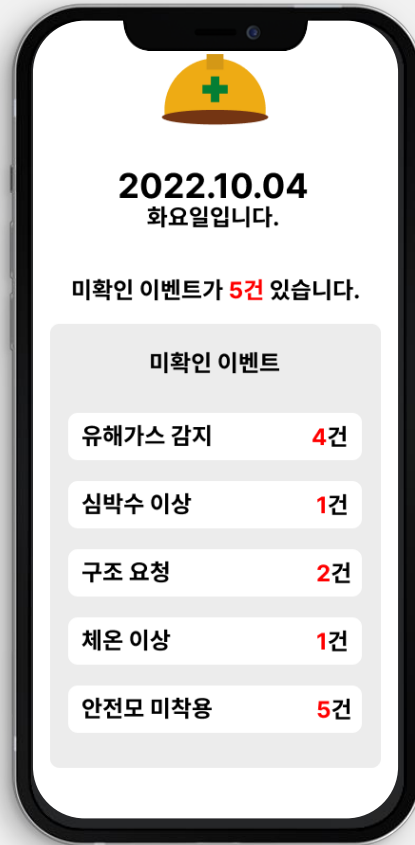 2022.10.04
화요일입니다.
미확인 이벤트가 5건 있습니다.
미확인 이벤트
유해가스 감지 4건
심박수 이상 1건
구조 요청 2건
체온 이상 1건
안전모 미착용 5건